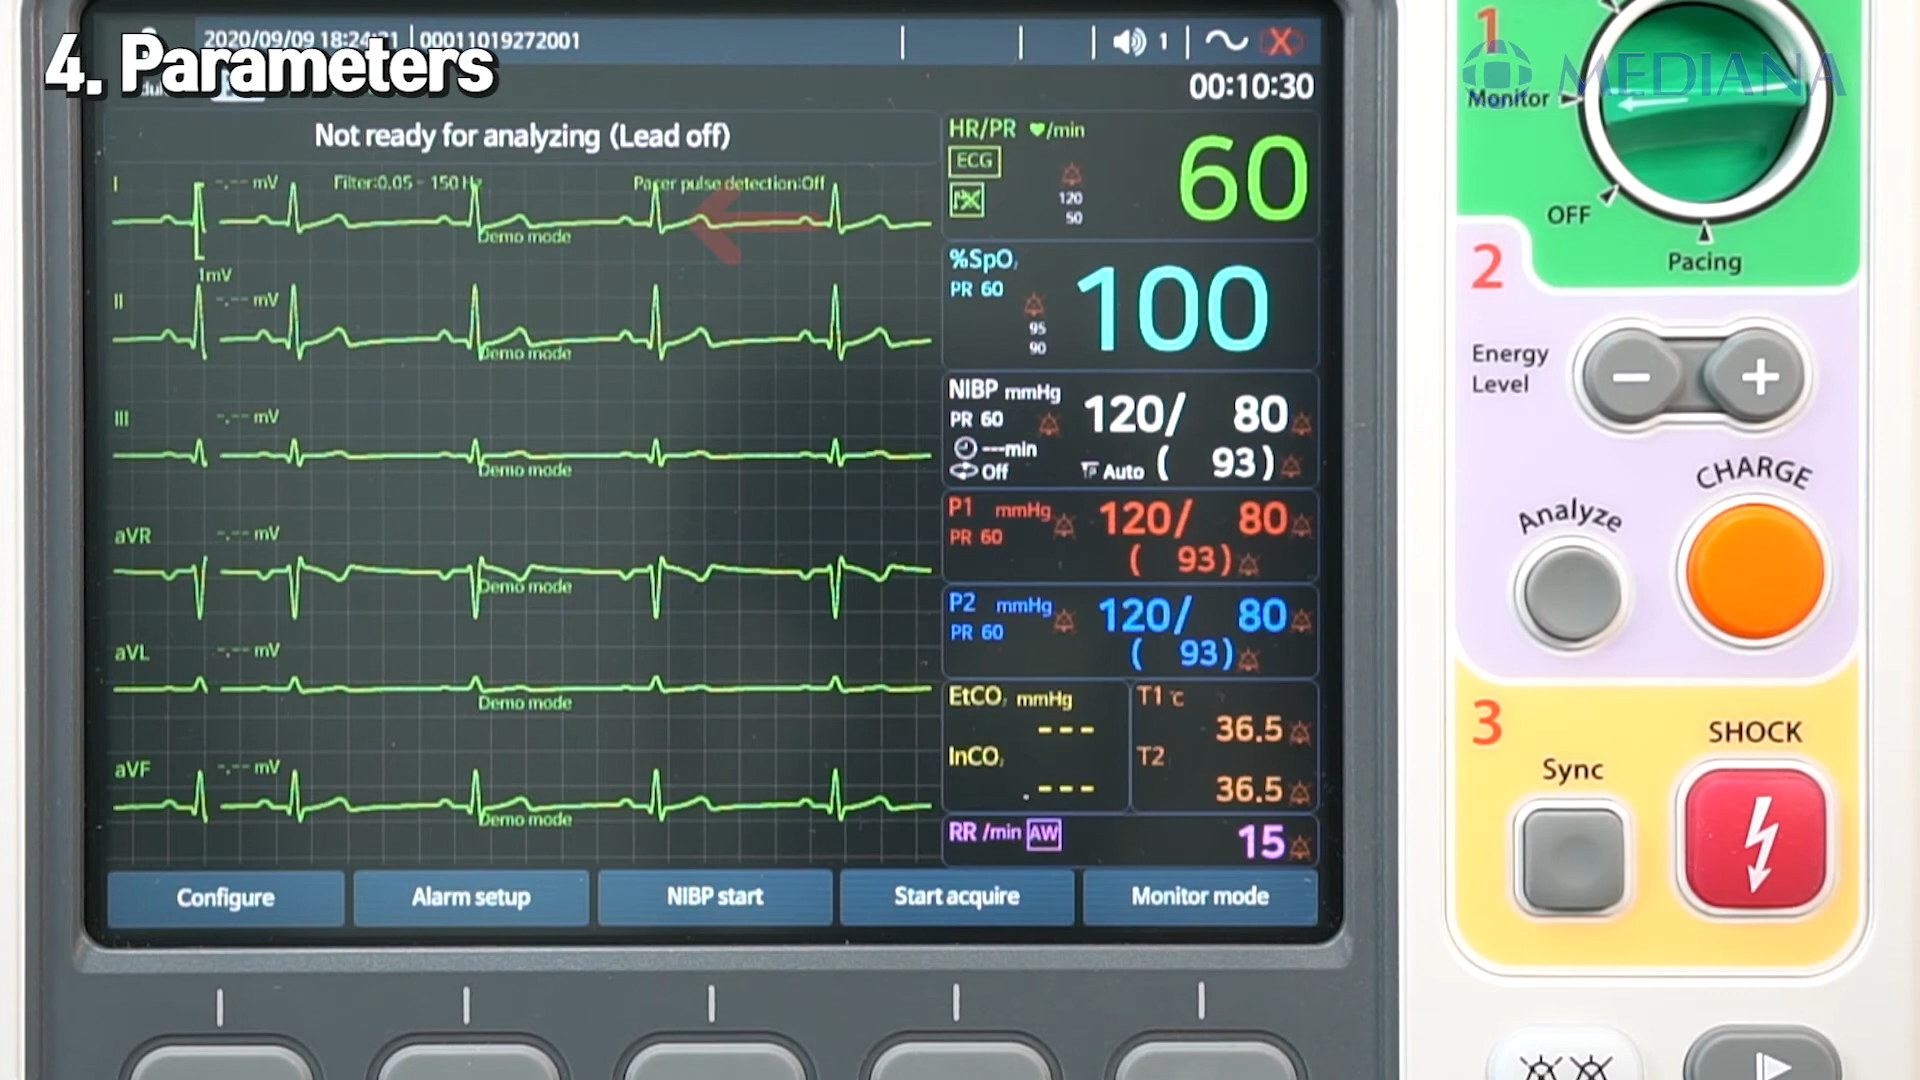 4. Parameters
2020/09/09 18:24:21 00011019272001
1
00:10:30
Not ready for analyzing (Lead off)
I -.-- mV Filter:0.05 - 150 Hz Pacer pulse detection:Off
Demo mode
1mV
II -.-- mV
Demo mode
III -.-- mV
Demo mode
aVR -.-- mV
Demo mode
aVL -.-- mV
Demo mode
aVF -.-- mV
Demo mode
HR/PR /min
ECG
60
120
50
%SpO2
PR 60
100
95
90
NIBP mmHg
PR 60
120/ 80
---min
Off
Auto ( 93)
P1 mmHg
PR 60
120/ 80
( 93)
P2 mmHg
PR 60
120/ 80
( 93)
EtCO2 mmHg
---
InCO2
.---
T1 °C
36.5
T2
36.5
RR /min AW
15
Configure
Alarm setup
NIBP start
Start acquire
Monitor mode
MEDIANA
1
Monitor
OFF
Pacing
2
Energy
Level
- +
CHARGE
Analyze
3
SHOCK
Sync